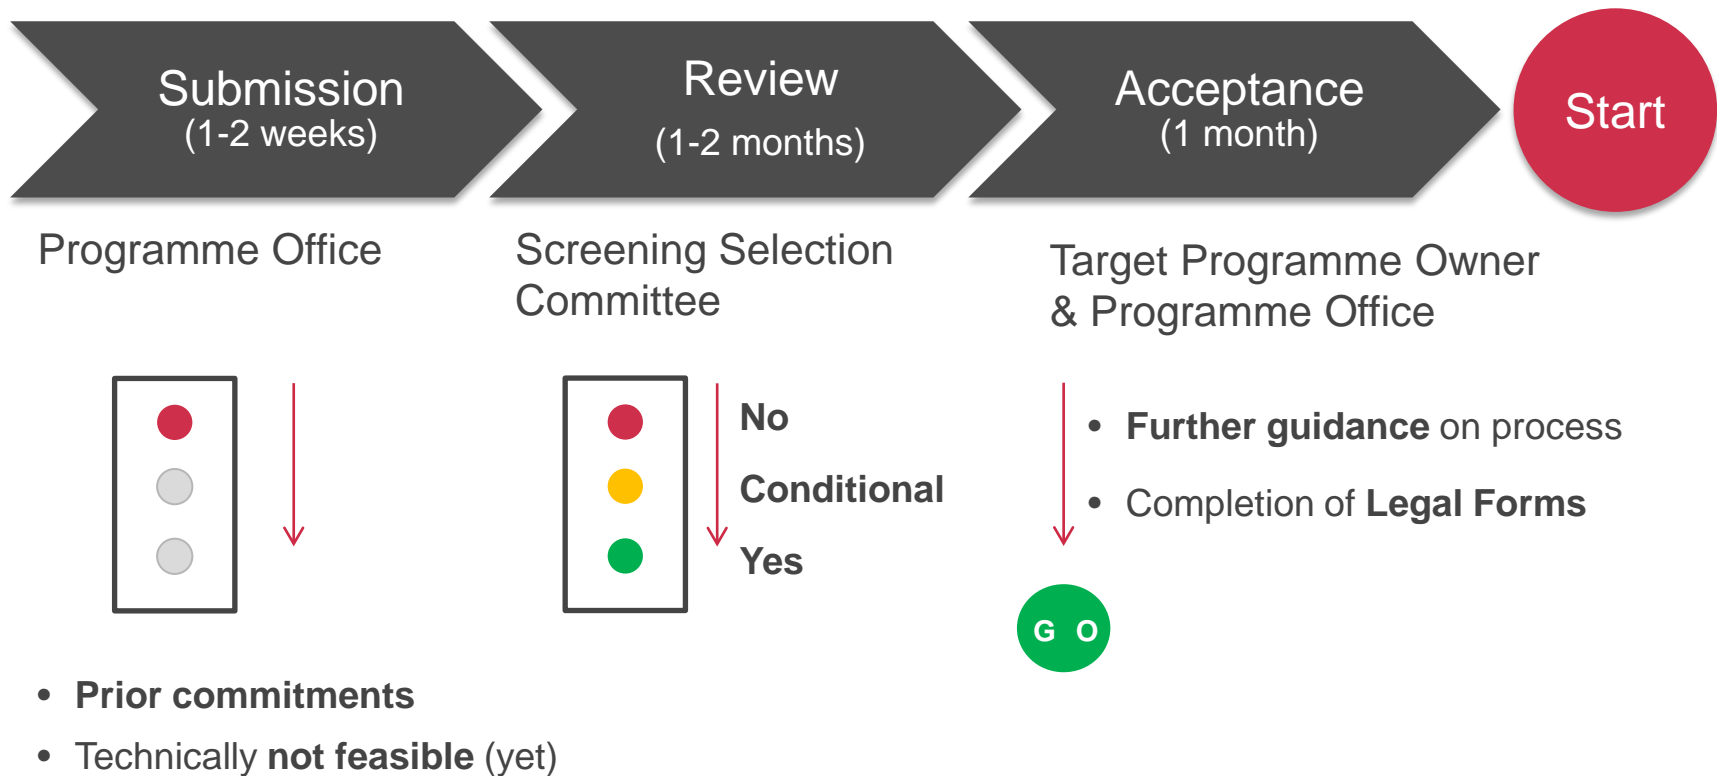 Submission
(1-2 weeks)
Review
(1-2 months)
Acceptance
(1 month)
Start
Programme Office
Screening Selection
Committee
Target Programme Owner
& Programme Office
No
Conditional
Yes
• Further guidance on process
• Completion of Legal Forms
G O
• Prior commitments
• Technically not feasible (yet)